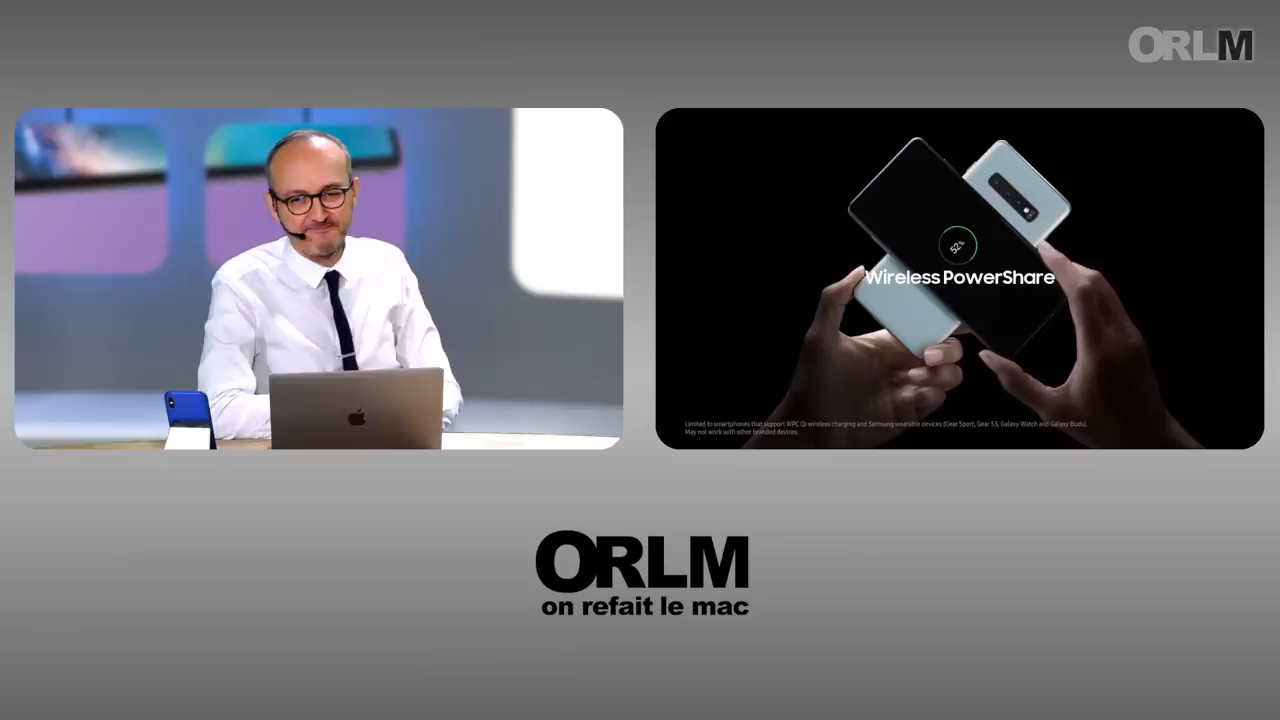 ORLM
52%
Wireless PowerShare
Limited to smartphones that support WPC Qi wireless charging and Samsung wearable devices (Gear Sport, Gear S3, Galaxy Watch and Galaxy Buds).
May not work with other branded devices.
ORLM
on refait le mac